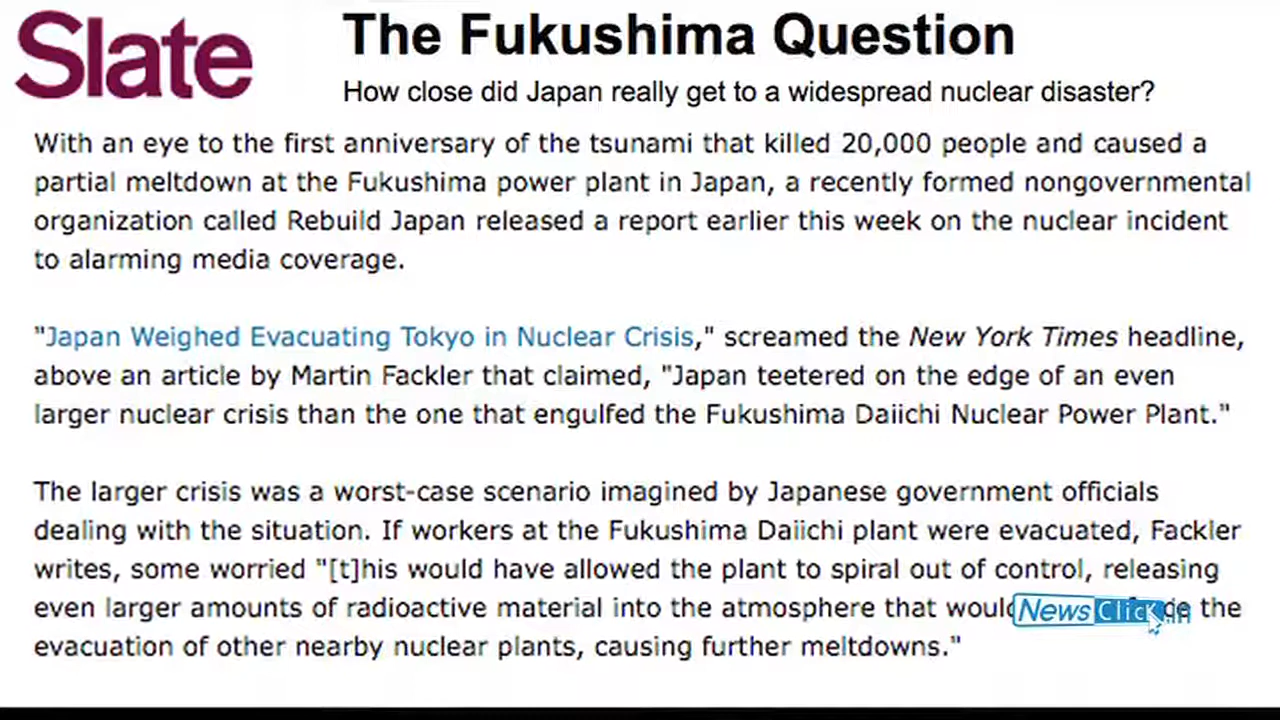 Slate
The Fukushima Question
How close did Japan really get to a widespread nuclear disaster?
With an eye to the first anniversary of the tsunami that killed 20,000 people and caused a
partial meltdown at the Fukushima power plant in Japan, a recently formed nongovernmental
organization called Rebuild Japan released a report earlier this week on the nuclear incident
to alarming media coverage.
"Japan Weighed Evacuating Tokyo in Nuclear Crisis," screamed the New York Times headline,
above an article by Martin Fackler that claimed, "Japan teetered on the edge of an even
larger nuclear crisis than the one that engulfed the Fukushima Daiichi Nuclear Power Plant."
The larger crisis was a worst-case scenario imagined by Japanese government officials
dealing with the situation. If workers at the Fukushima Daiichi plant were evacuated, Fackler
writes, some worried "[t]his would have allowed the plant to spiral out of control, releasing
even larger amounts of radioactive material into the atmosphere that would the
NewsClick.in
evacuation of other nearby nuclear plants, causing further meltdowns."